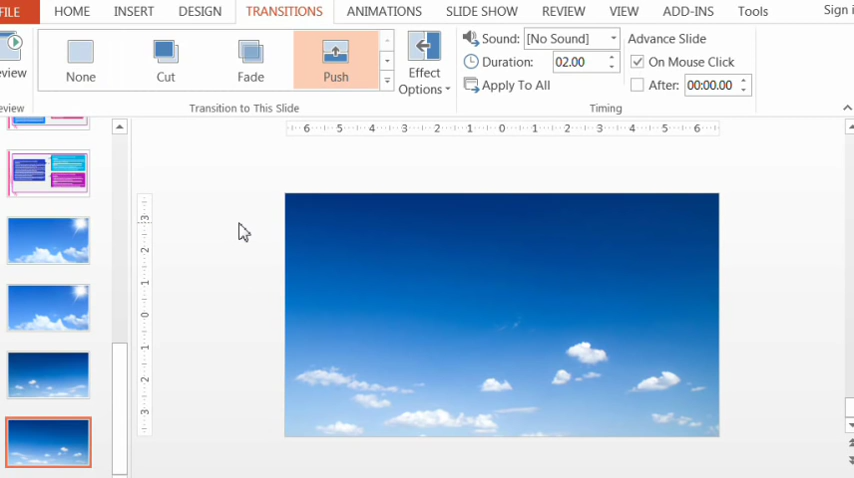 FILE HOME INSERT DESIGN TRANSITIONS ANIMATIONS SLIDE SHOW REVIEW VIEW ADD-INS Tools Sign i
eview None Cut Fade Push Effect Options
Sound: [No Sound] Advance Slide
Duration: 02.00 On Mouse Click
Apply To All After: 00:00.00
eview Transition to This Slide Timing
6 5 4 3 2 1 0 1 2 3 4 5 6
3
2
1
0
1
2
3